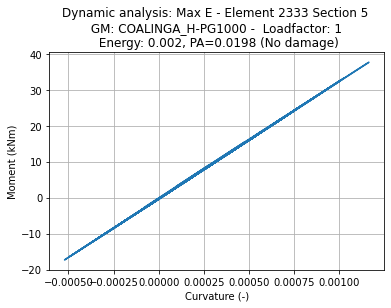 Dynamic analysis: Max E - Element 2333 Section 5
GM: COALINGA_H-PG1000 -  Loadfactor: 1
Energy: 0.002, PA=0.0198 (No damage)
40
30
20
10
0
−10
−20
Moment (kNm)
−0.00050 −0.00025 0.00000 0.00025 0.00050 0.00075 0.00100
Curvature (-)